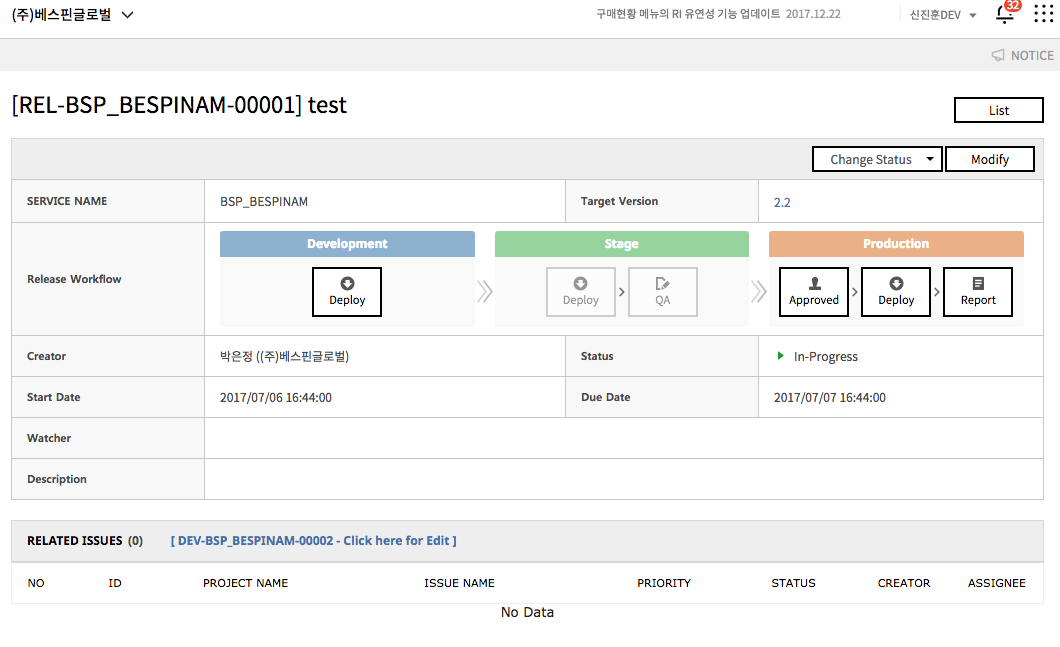 (주)베스핀글로벌
구매현황 메뉴의 RI 유연성 기능 업데이트 2017.12.22
신진훈DEV
32
NOTICE
[REL-BSP_BESPINAM-00001] test
List
Change Status
Modify
SERVICE NAME BSP_BESPINAM Target Version 2.2
Release Workflow
Development
Deploy
Stage
Deploy
QA
Production
Approved
Deploy
Report
Creator 박은정 ((주)베스핀글로벌) Status In-Progress
Start Date 2017/07/06 16:44:00 Due Date 2017/07/07 16:44:00
Watcher
Description
RELATED ISSUES (0) [ DEV-BSP_BESPINAM-00002 - Click here for Edit ]
NO ID PROJECT NAME ISSUE NAME PRIORITY STATUS CREATOR ASSIGNEE
No Data